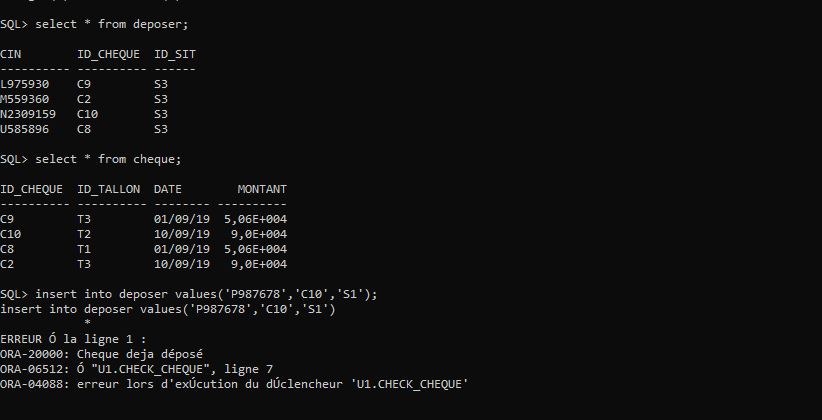 SQL> select * from deposer;
CIN        ID_CHEQUE  ID_SIT
---------- ---------- ------
L975930    C9         S3
M559360    C2         S3
N2309159   C10        S3
U585896    C8         S3
SQL> select * from cheque;
ID_CHEQUE  ID_TALLON  DATE        MONTANT
---------- ---------- -------- ----------
C9         T3         01/09/19  5,06E+004
C10        T2         10/09/19   9,0E+004
C8         T1         01/09/19  5,06E+004
C2         T3         10/09/19   9,0E+004
SQL> insert into deposer values('P987678','C10','S1');
insert into deposer values('P987678','C10','S1')
            *
ERREUR Ó la ligne 1 :
ORA-20000: Cheque deja déposé
ORA-06512: Ó "U1.CHECK_CHEQUE", ligne 7
ORA-04088: erreur lors d'exÚcution du dÚclencheur 'U1.CHECK_CHEQUE'